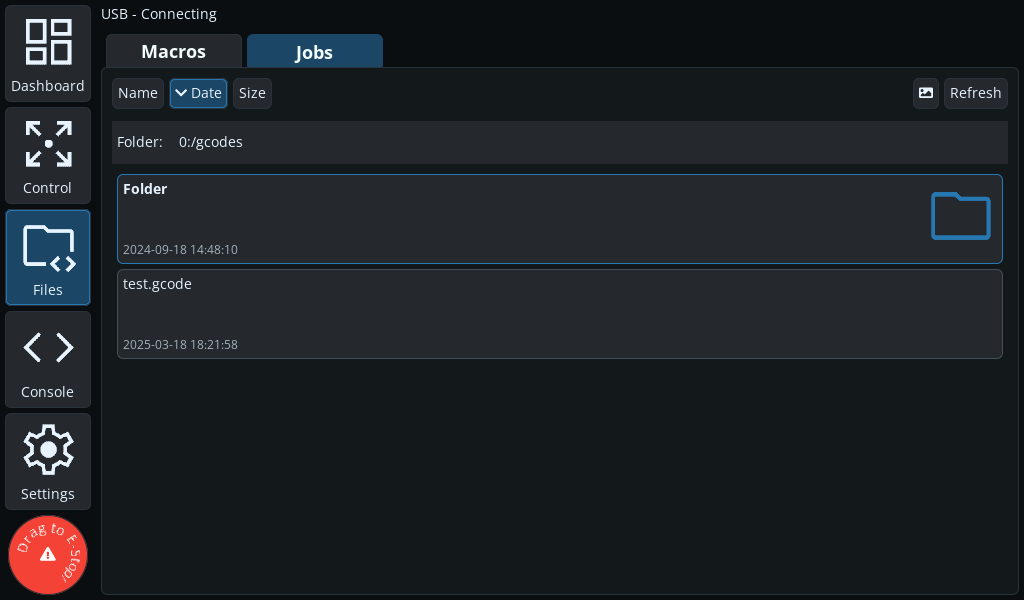 USB - Connecting
Dashboard
Control
Files
Console
Settings
Drag to E-Stop!
Macros
Jobs
Name
Date
Size
Refresh
Folder: 0:/gcodes
Folder
2024-09-18 14:48:10
test.gcode
2025-03-18 18:21:58